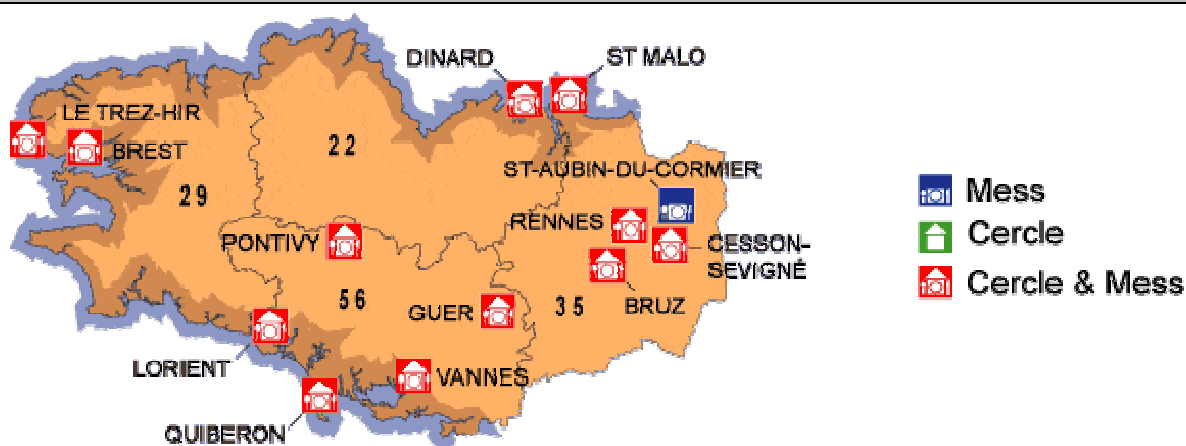 DINARD
ST MALO
LE TREZ-HIR
BREST
22
ST-AUBIN-DU-CORMIER
29
RENNES
PONTIVY
CESSON-
SEVIGNÉ
56
GUER
35
BRUZ
LORIENT
VANNES
QUIBERON
Mess
Cercle
Cercle & Mess